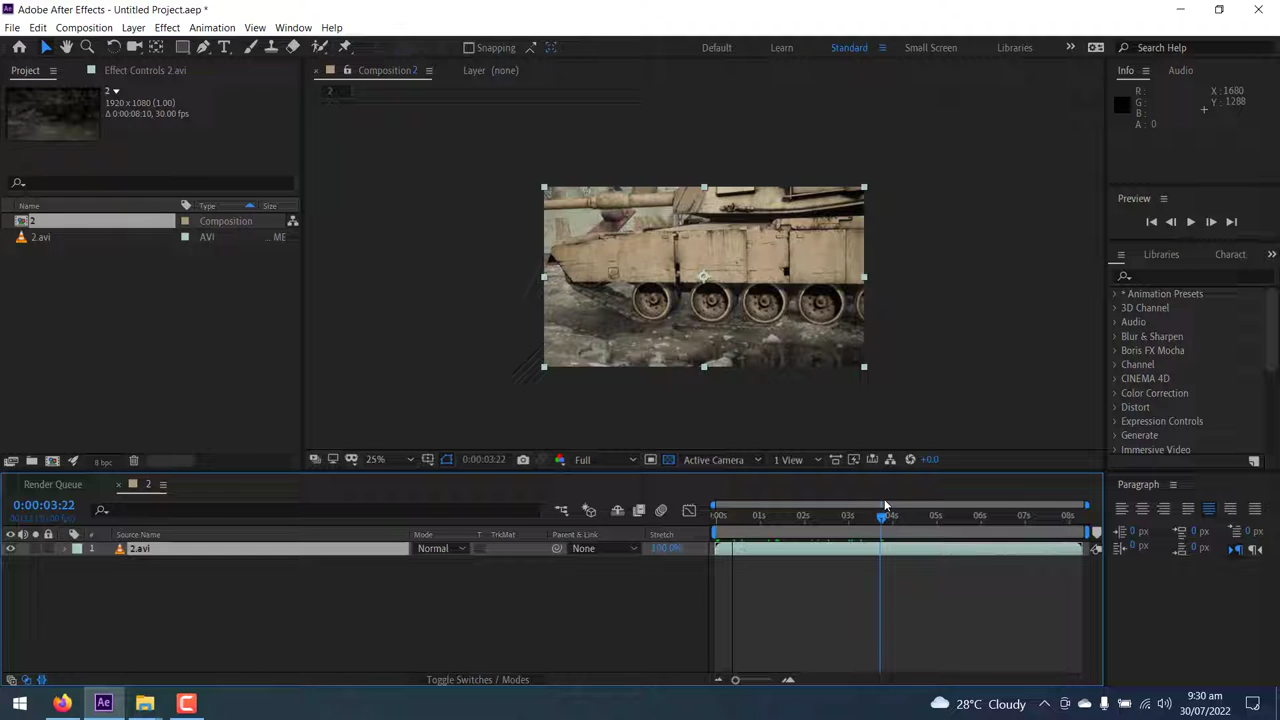 Adobe After Effects - Untitled Project.aep *
File Edit Composition Layer Effect Animation View Window Help
Snapping Default Learn Standard Small Screen Libraries Search Help
Project Effect Controls 2.avi Composition 2 Layer (none) Info Audio
2
1920 x 1080 (1.00)
Δ 0:00:08:10, 30.00 fps
2
R: X: 1680
G: Y: 1288
B:
A: 0
Preview
Name Type Size
2 Composition
2.avi AVI ... ME
Libraries Charact
* Animation Presets
3D Channel
Audio
Blur & Sharpen
Boris FX Mocha
Channel
CINEMA 4D
Color Correction
Distort
Expression Controls
Generate
Immersive Video
8 bpc 25% 0:00:03:22 Full Active Camera 1 View +0.0
Render Queue 2 Paragraph
0:00:03:22
:00s 01s 02s 03s 04s 05s 06s 07s 08s
# Source Name Mode T TrkMat Parent & Link Stretch
1 2.avi Normal None 100.0%
0 px 0 px 0 px
0 px 0 px
Toggle Switches / Modes
Ae 28°C Cloudy 9:30 am
30/07/2022